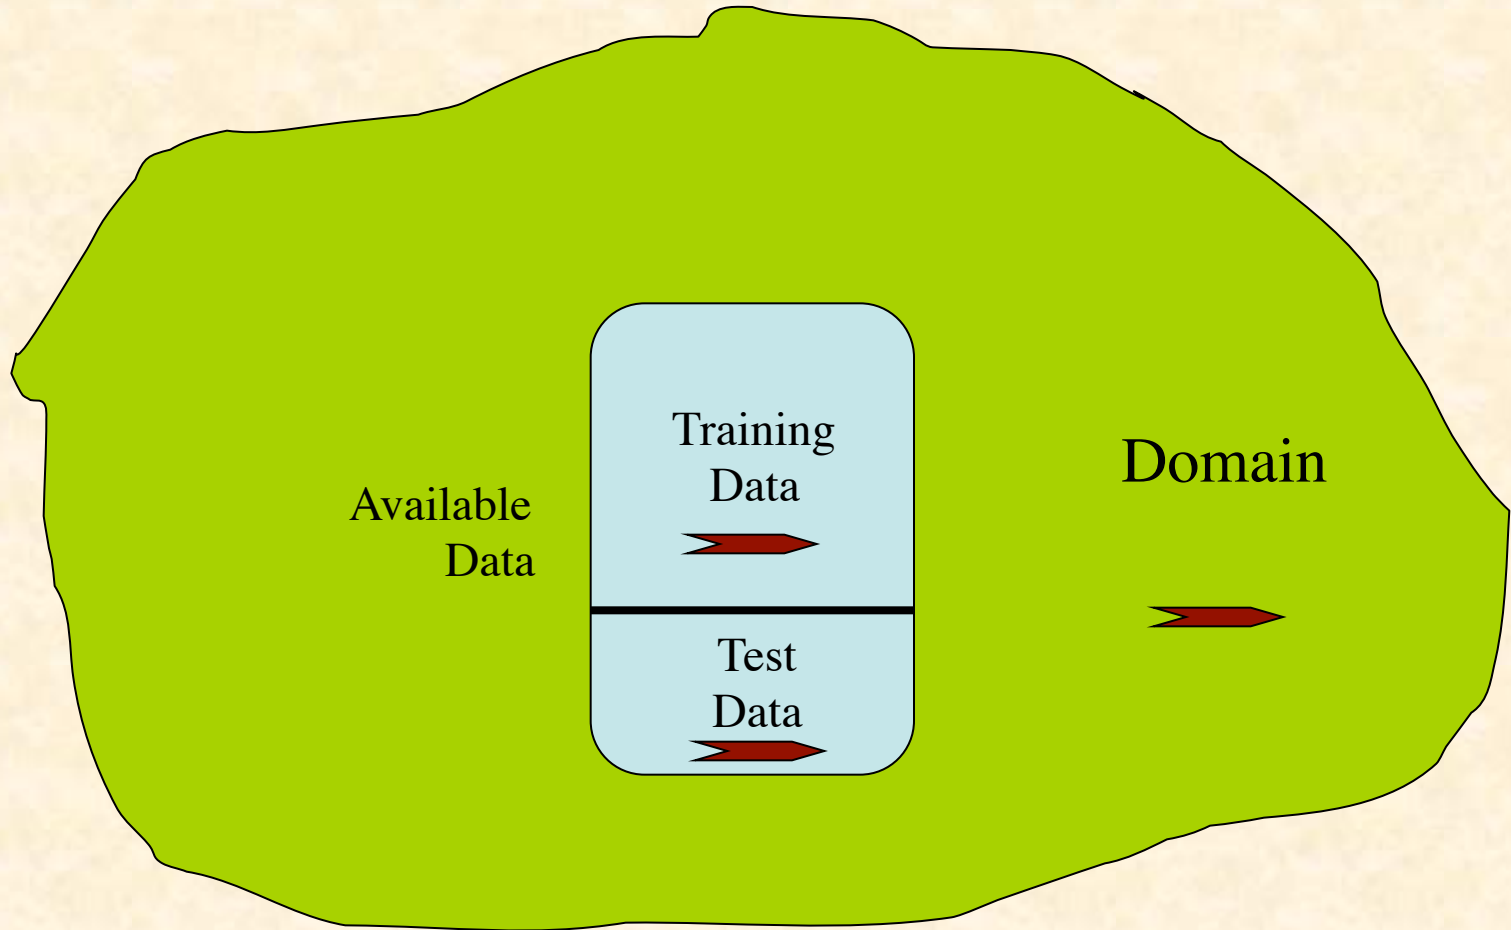 Available
Data
Training
Data
Test
Data
Domain